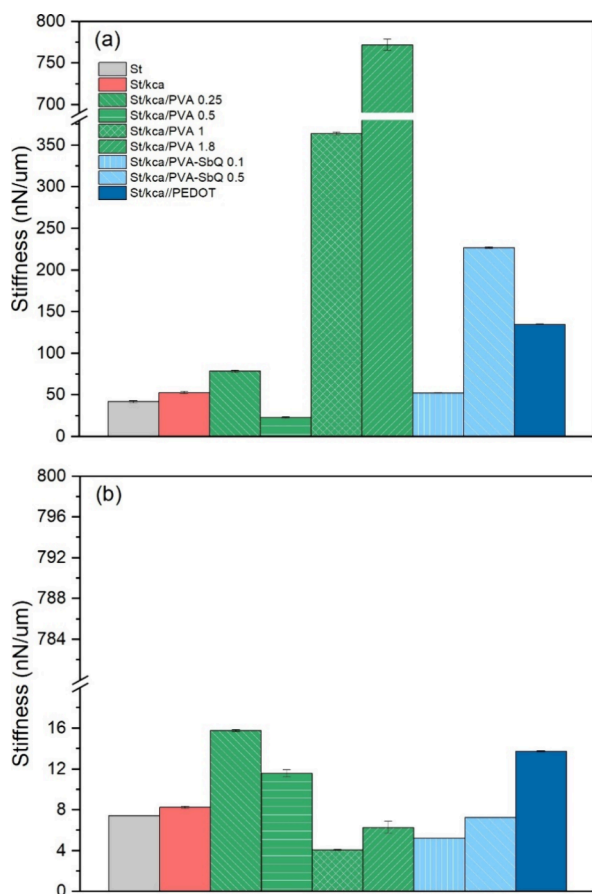 800
(a)
St
750
St/kca
St/kca/PVA 0.25
700
St/kca/PVA 0.5
St/kca/PVA 1
350
St/kca/PVA 1.8
St/kca/PVA-SbQ 0.1
300
St/kca/PVA-SbQ 0.5
St/kca//PEDOT
250
200
150
100
50
0
Stiffness (nN/um)
800
(b)
796
792
788
784
16
12
8
4
0
Stiffness (nN/um)